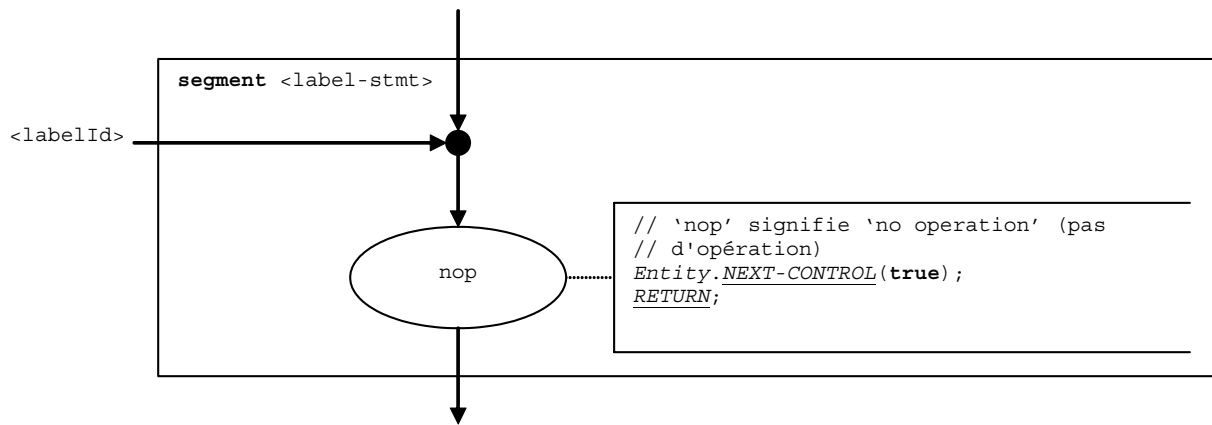 segment <label-stmt>
<labelId>
nop
// ‘nop’ signifie ‘no operation’ (pas
// d'opération)
Entity.NEXT-CONTROL(true);
RETURN;